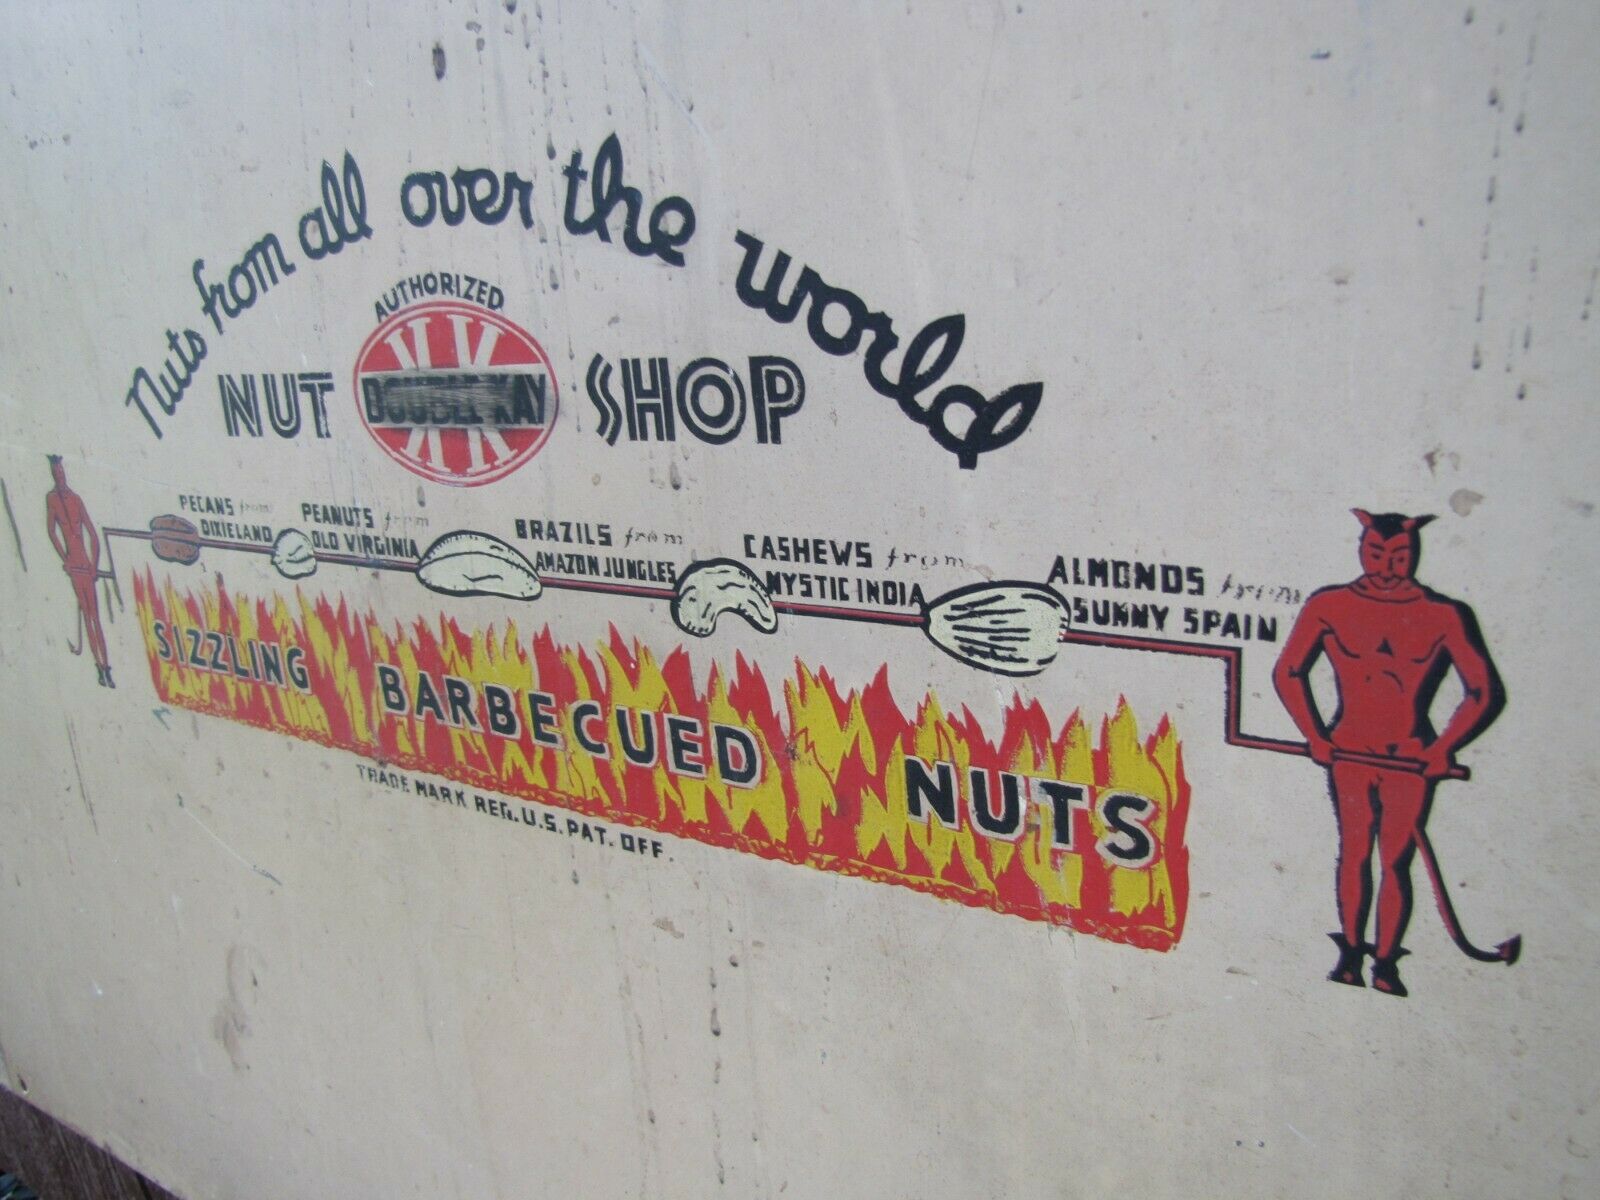 Nuts from all over the world
AUTHORIZED
NUT KK DOUBLE KAY SHOP
PECANS from DIXIELAND
PEANUTS from OLD VIRGINIA
BRAZILS from AMAZON JUNGLES
CASHEWS from MYSTIC INDIA
ALMONDS from SUNNY SPAIN
SIZZLING BARBECUED NUTS
TRADE MARK REG. U.S. PAT. OFF.